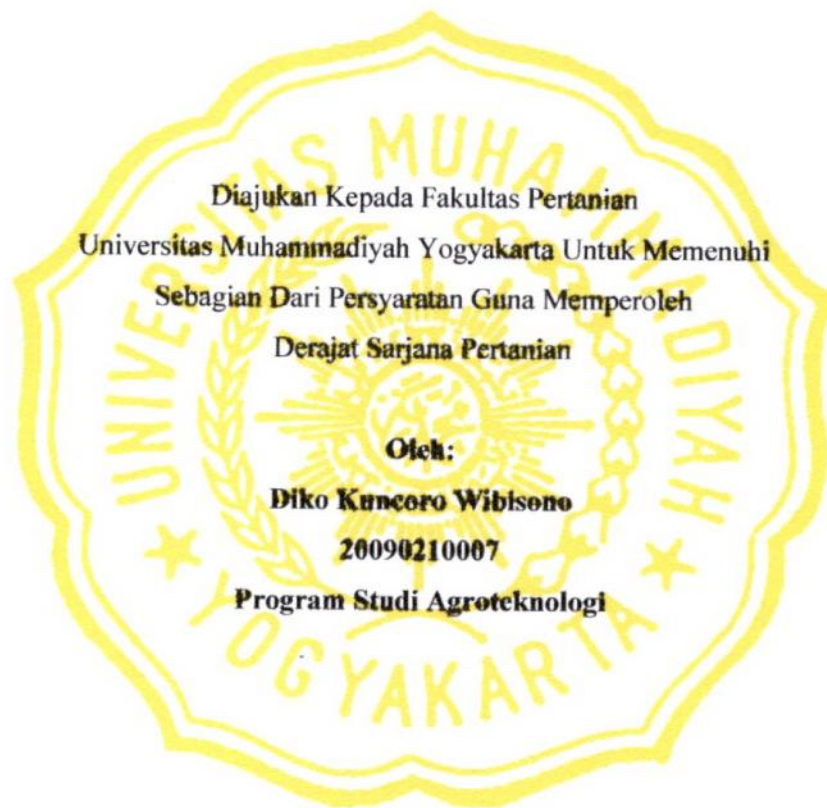 Diajukan Kepada Fakultas Pertanian
Universitas Muhammadiyah Yogyakarta Untuk Memenuhi
Sebagian Dari Persyaratan Guna Memperoleh
Derajat Sarjana Pertanian
Oleh:
Diko Kuncoro Wibisono
20090210007
Program Studi Agroteknologi
UNIVERSITAS MUHAMMADIYAH
YOGYAKARTA